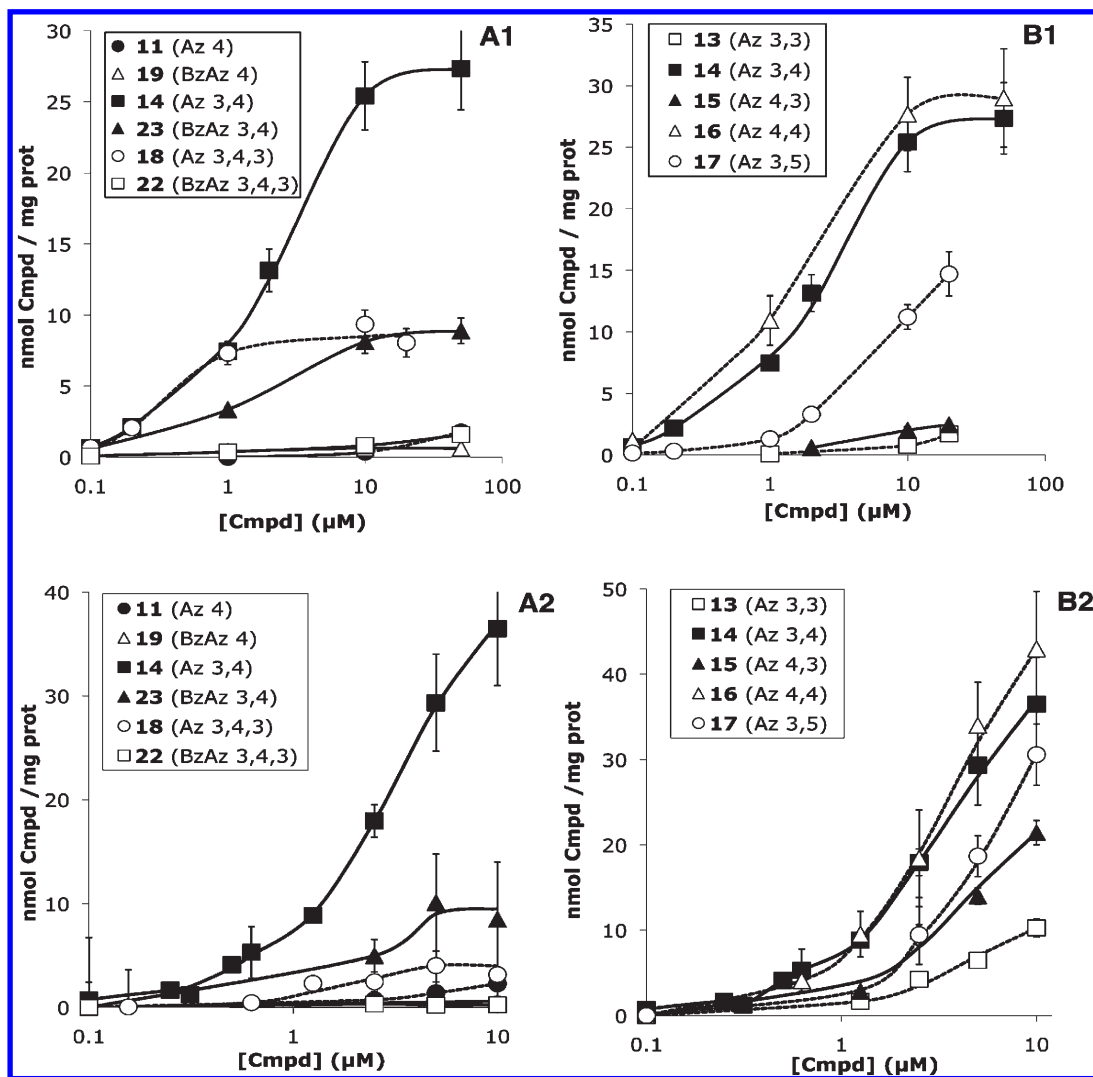 A1
30
25
20
15
10
5
0
nmol Cmpd / mg prot
11 (Az 4)
19 (BzAz 4)
14 (Az 3,4)
23 (BzAz 3,4)
18 (Az 3,4,3)
22 (BzAz 3,4,3)
0.1 1 10 100
[Cmpd] (µM)
B1
35
30
25
20
15
10
5
0
nmol Cmpd / mg prot
13 (Az 3,3)
14 (Az 3,4)
15 (Az 4,3)
16 (Az 4,4)
17 (Az 3,5)
0.1 1 10 100
[Cmpd] (µM)
A2
40
30
20
10
0
nmol Cmpd /mg prot
11 (Az 4)
19 (BzAz 4)
14 (Az 3,4)
23 (BzAz 3,4)
18 (Az 3,4,3)
22 (BzAz 3,4,3)
0.1 1 10
[Cmpd] (µM)
B2
50
40
30
20
10
0
nmol Cmpd / mg prot
13 (Az 3,3)
14 (Az 3,4)
15 (Az 4,3)
16 (Az 4,4)
17 (Az 3,5)
0.1 1 10
[Cmpd] (µM)